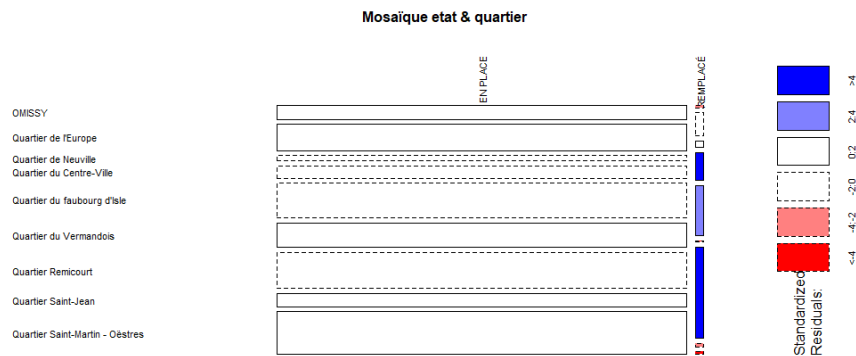 Mosaïque etat & quartier
EN PLACE
REMPLACÉ
OMISSY
Quartier de l'Europe
Quartier de Neuville
Quartier du Centre-Ville
Quartier du faubourg d'Isle
Quartier du Vermandois
Quartier Remicourt
Quartier Saint-Jean
Quartier Saint-Martin - Oëstres
>4
2:4
0:2
-2:0
-4:-2
<-4
Standardized
Residuals: